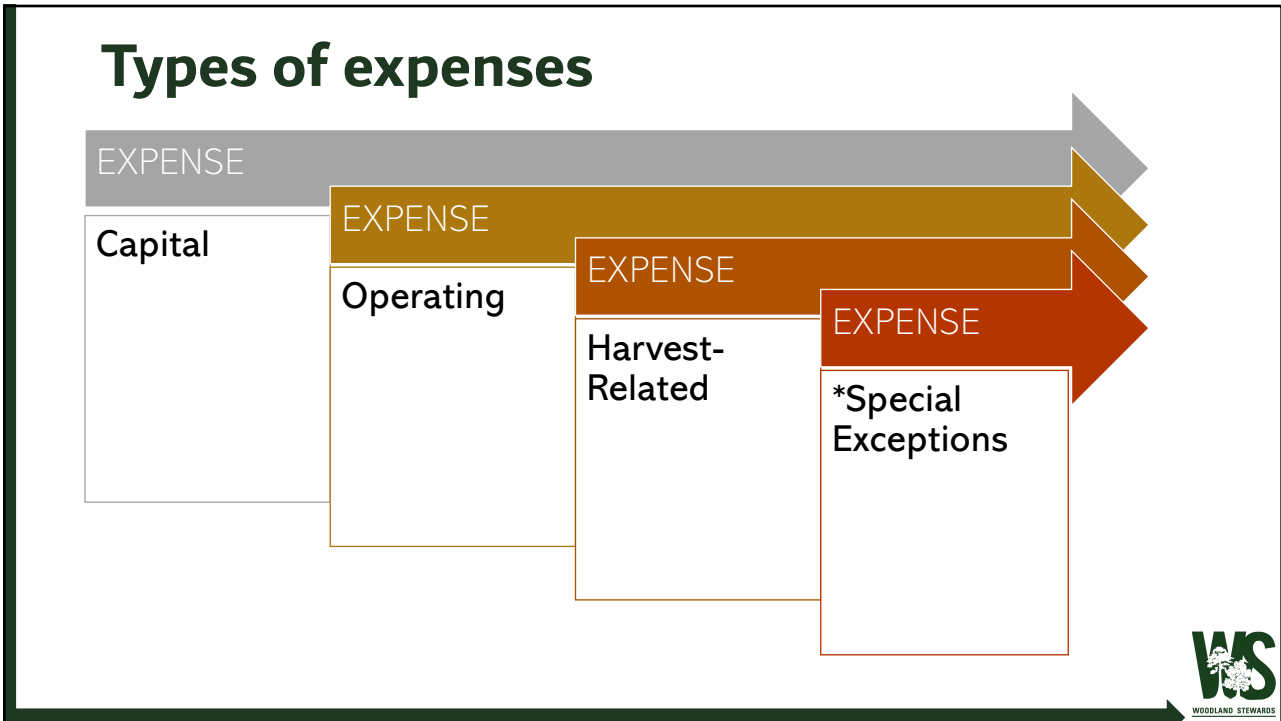 Types of expenses
EXPENSE
Capital
EXPENSE
Operating
EXPENSE
Harvest-
Related
EXPENSE
*Special
Exceptions
WS
WOODLAND STEWARDS